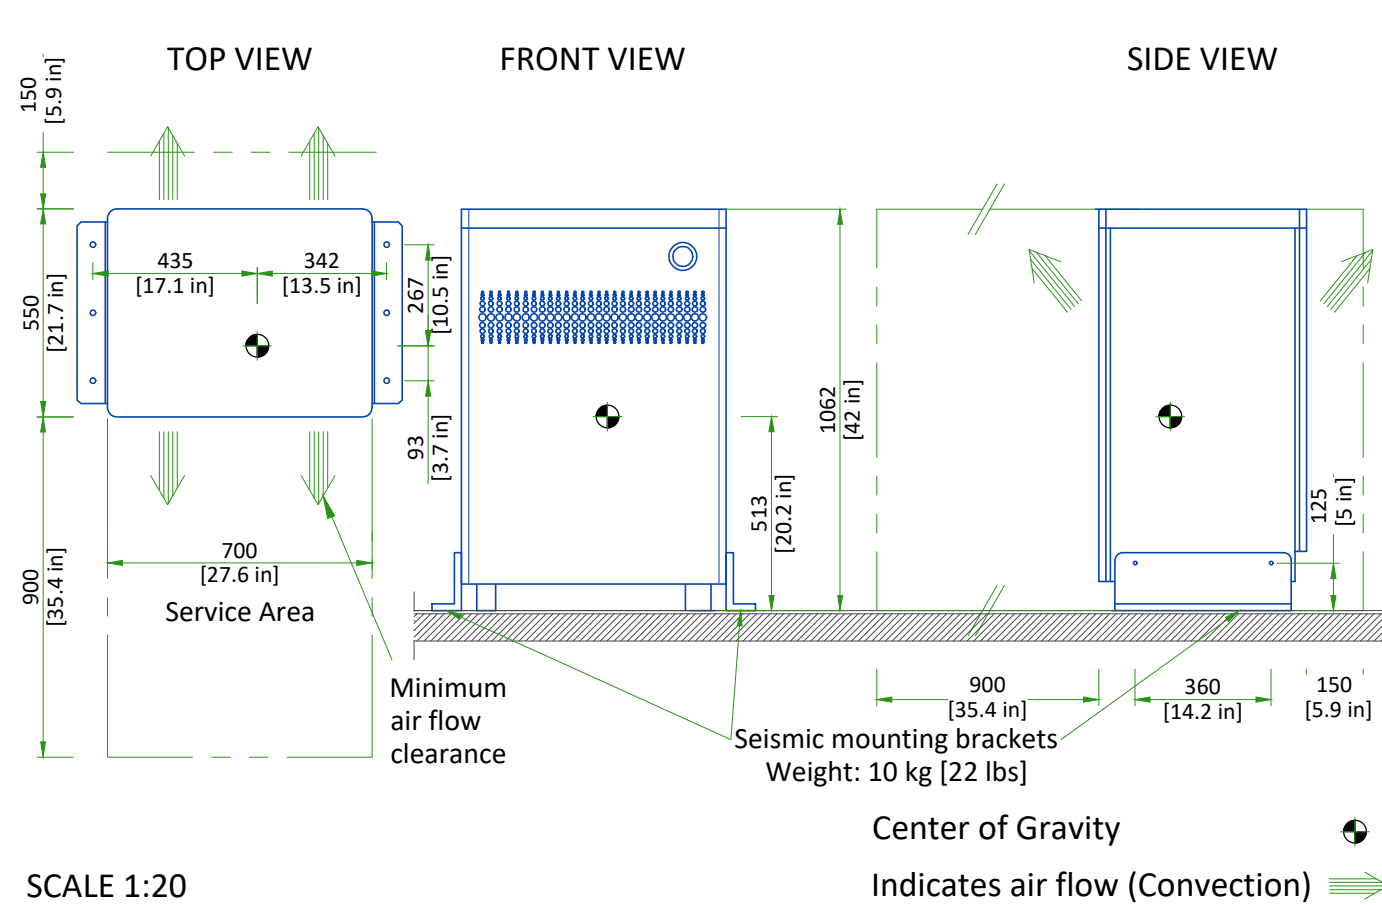 TOP VIEW
FRONT VIEW
SIDE VIEW
150
[5.9 in]
435
[17.1 in]
342
[13.5 in]
550
[21.7 in]
267
[10.5 in]
93
[3.7 in]
900
[35.4 in]
700
[27.6 in]
Service Area
Minimum
air flow
clearance
513
[20.2 in]
1062
[42 in]
125
[5 in]
900
[35.4 in]
360
[14.2 in]
150
[5.9 in]
Seismic mounting brackets
Weight: 10 kg [22 lbs]
Center of Gravity
Indicates air flow (Convection)
SCALE 1:20